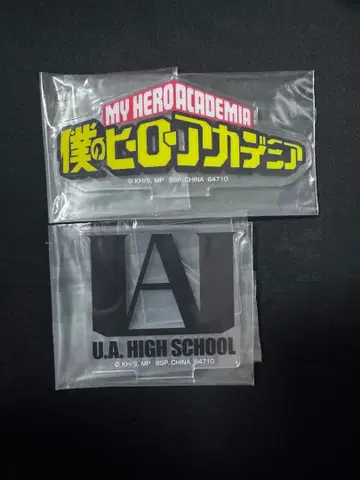 MY HERO ACADEMIA
僕のヒーローアカデミア
© KH/S, MP BSP, CHINA 64710
UA
U.A. HIGH SCHOOL
© KH/S, MP BSP, CHINA 64710